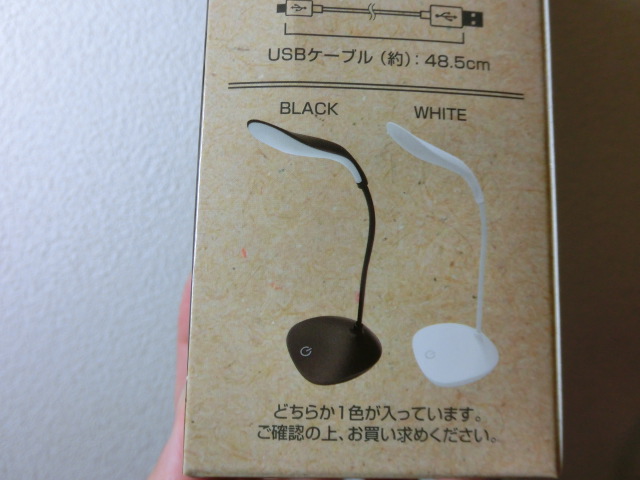 USBケーブル（約）：48.5cm
BLACK
WHITE
どちらか1色が入っています。
ご確認の上、お買い求めください。